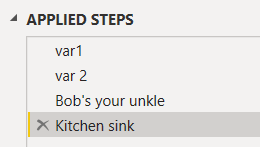 APPLIED STEPS
var1
var 2
Bob's your unkle
Kitchen sink